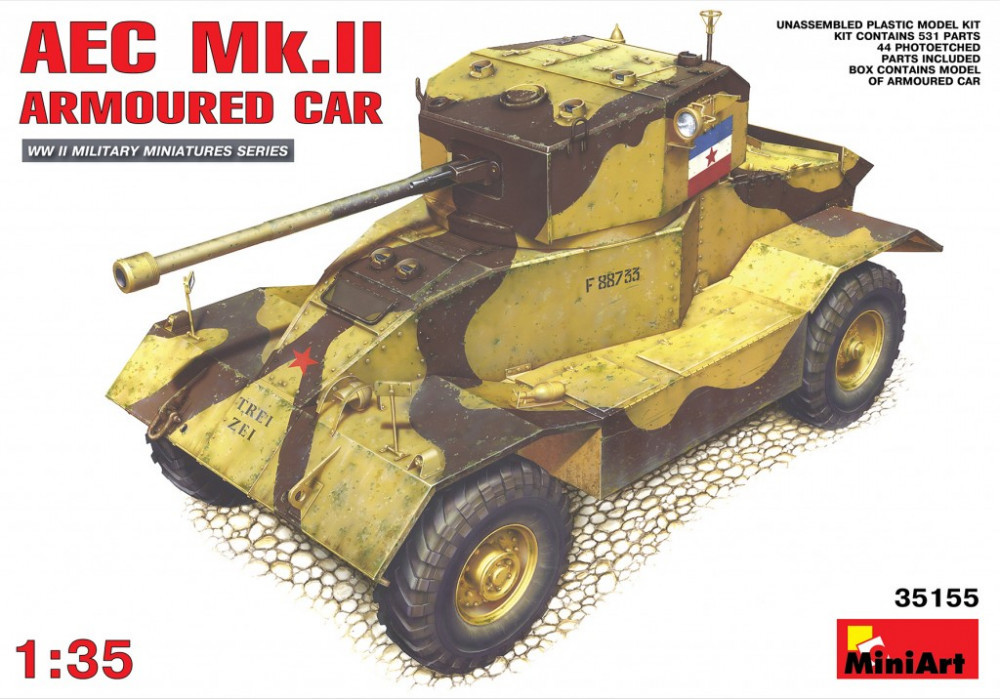 AEC Mk.II
ARMOURED CAR
WW II MILITARY MINIATURES SERIES
UNASSEMBLED PLASTIC MODEL KIT
KIT CONTAINS 531 PARTS
44 PHOTOETCHED
PARTS INCLUDED
BOX CONTAINS MODEL
OF ARMOURED CAR
F 88733
T.REI
ZEI
35155
1:35
MiniArt